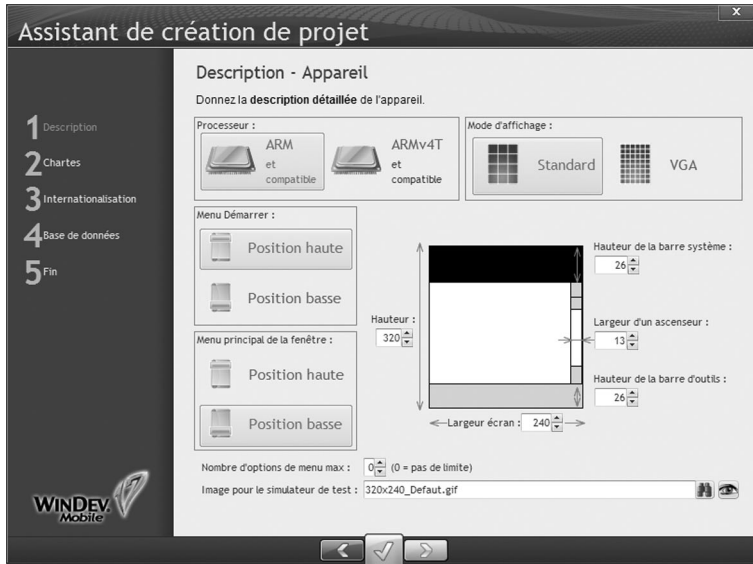 x
Assistant de création de projet
1 Description
2 Chartes
3 Internationalisation
4 Base de données
5 Fin
WINDEV.
Mobile
Description - Appareil
Donnez la description détaillée de l'appareil.
Processeur :
ARM
et
compatible
ARMv4T
et
compatible
Mode d'affichage :
Standard
VGA
Menu Démarrer :
Position haute
Position basse
Menu principal de la fenêtre :
Position haute
Position basse
Hauteur :
320
Hauteur de la barre système :
26
Largeur d'un ascenseur :
13
Hauteur de la barre d'outils :
26
Largeur écran : 240
Nombre d'options de menu max : 0 (0 = pas de limite)
Image pour le simulateur de test : 320x240_Defaut.gif